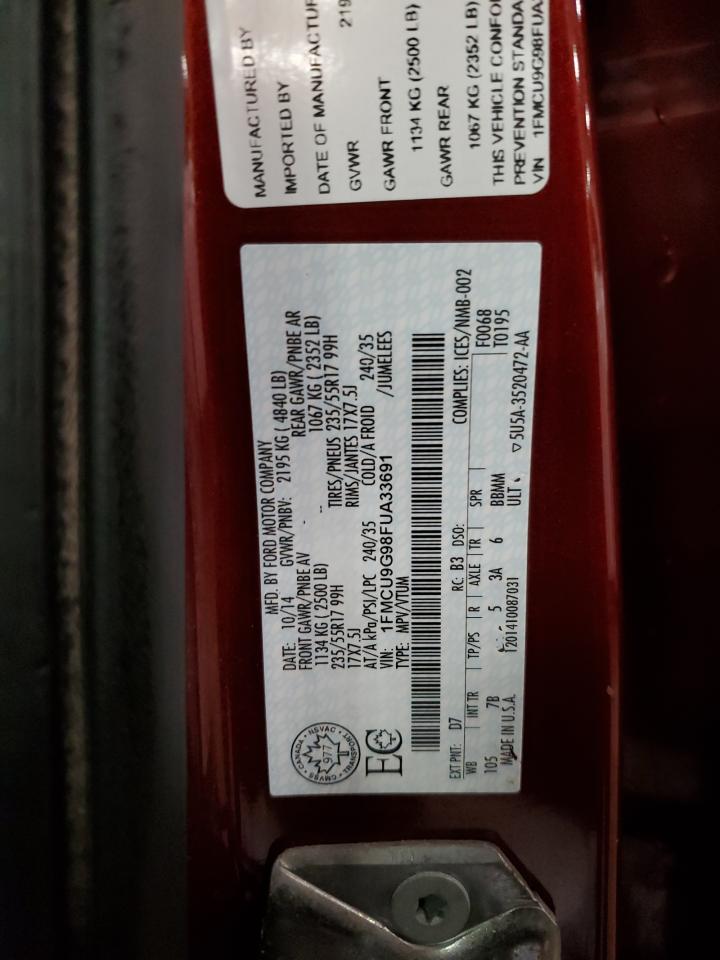 MANUFACTURED BY
IMPORTED BY
DATE OF MANUFACTUR
GVWR 219
GAWR FRONT
1134 KG (2500 LB)
GAWR REAR
1067 KG (2352 LB)
THIS VEHICLE CONFO
PREVENTION STANDA
VIN 1FMCU9G98FUA
MFD. BY FORD MOTOR COMPANY
DATE: 10/14 GVWR/PNBV: 2195 KG ( 4840 LB)
FRONT GAWR/PNBE AV REAR GAWR/PNBE AR
1134 KG (2500 LB) 1067 KG ( 2352 LB)
235/55R17 99H TIRES/PNEUS 235/55R17 99H
17X7.5J RIMS/JANTES 17X7.5J
AT/A kPa/PSI/LPC 240/35 COLD/A FROID 240/35
VIN: 1FMCU9G98FUA33691 /JUMELEES
TYPE: MPV/VTUM
CANADA • NSVAC • TRANSPORT • CMVSS
977
EC
COMPLIES: ICES/NMB-002
EXT PNT: D7 RC: B3 DSO:
WB INT TR TP/PS R AXLE TR SPR F0068
105 7B 5 3A 6 BBMM T0195
ULT
MADE IN U.S.A. T201410087031 ▽5U5A-3520472-AA